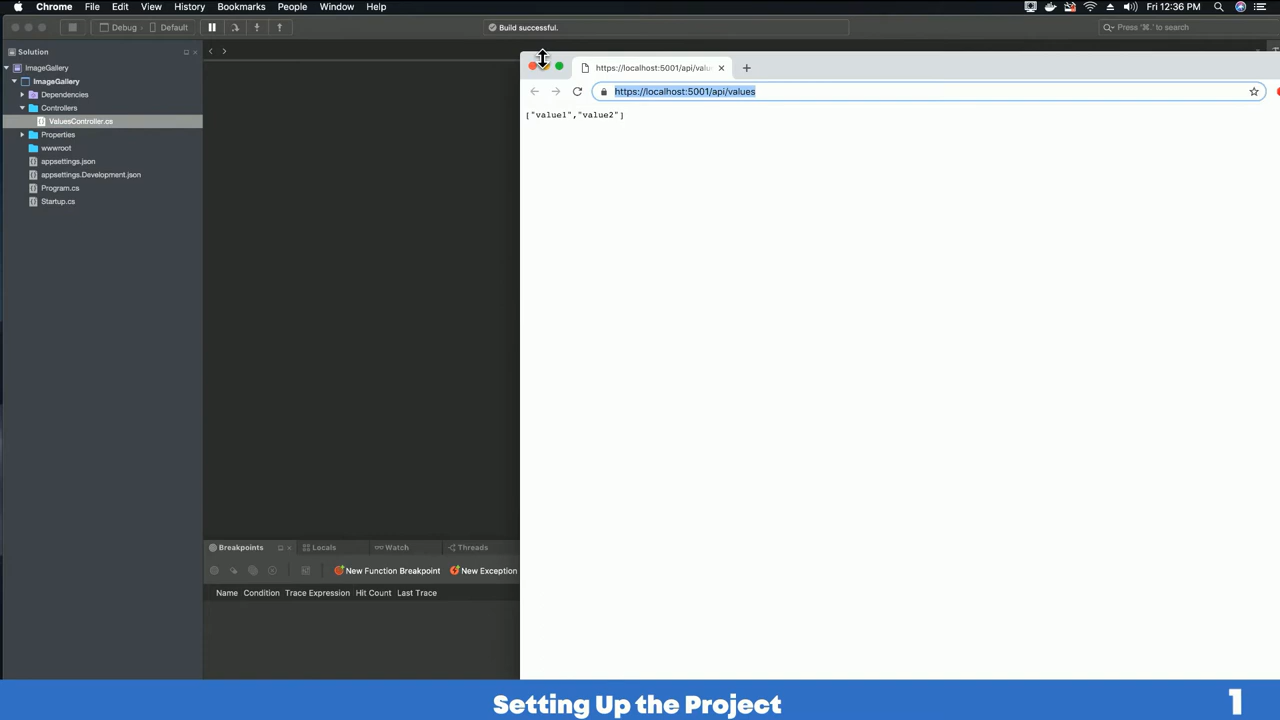 Chrome File Edit View History Bookmarks People Window Help Fri 12:36 PM
Debug Default Build successful. Press '⌘.' to search
Solution
ImageGallery
ImageGallery
Dependencies
Controllers
ValuesController.cs
Properties
wwwroot
appsettings.json
appsettings.Development.json
Program.cs
Startup.cs
https://localhost:5001/api/valu
https://localhost:5001/api/values
["value1","value2"]
Breakpoints Locals Watch Threads
New Function Breakpoint New Exception
Name Condition Trace Expression Hit Count Last Trace
Setting Up the Project 1